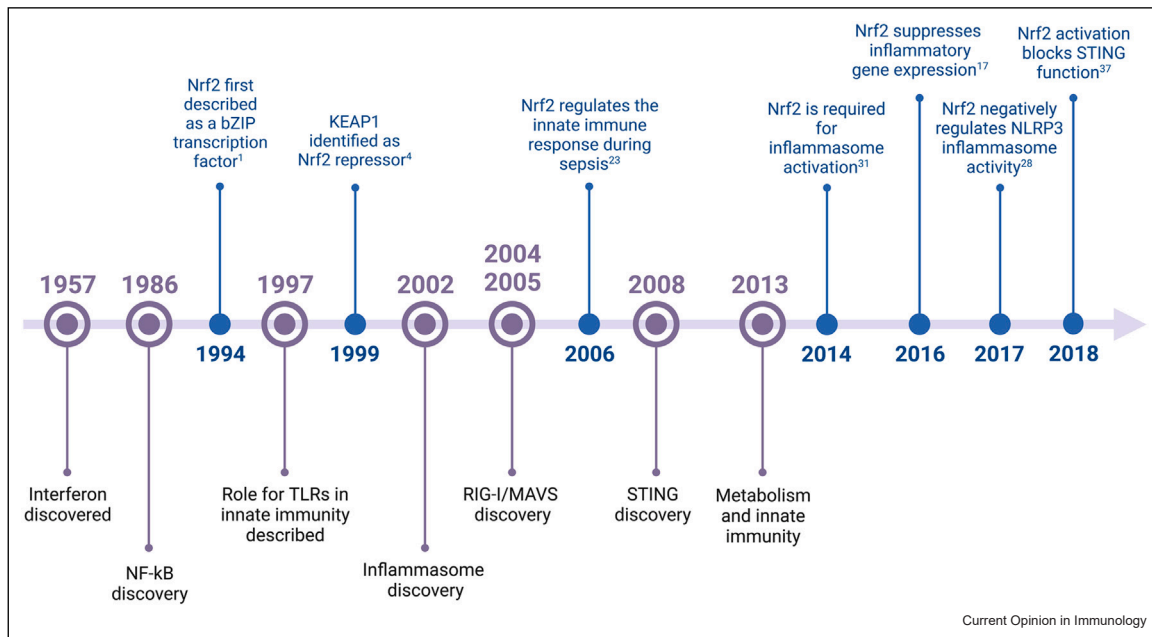 Nrf2 first
described
as a bZIP
transcription
factor1
KEAP1
identified as
Nrf2 repressor4
Nrf2 regulates the
innate immune
response during
sepsis23
Nrf2 is required
for
inflammasome
activation31
Nrf2 suppresses
inflammatory
gene expression17
Nrf2 negatively
regulates NLRP3
inflammasome
activity28
Nrf2 activation
blocks STING
function37
1957
1986
1997
2002
2004
2005
2008
2013
1994
1999
2006
2014
2016
2017
2018
Interferon
discovered
NF-kB
discovery
Role for TLRs in
innate immunity
described
Inflammasome
discovery
RIG-I/MAVS
discovery
STING
discovery
Metabolism
and innate
immunity
Current Opinion in Immunology